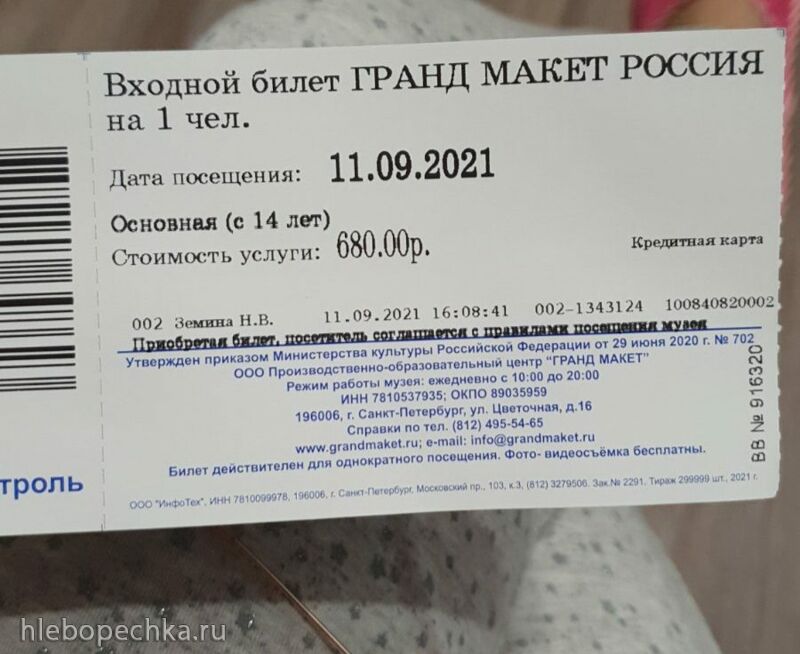 Входной билет ГРАНД МАКЕТ РОССИЯ
на 1 чел.
Дата посещения: 11.09.2021
Основная (с 14 лет)
Стоимость услуги: 680.00р.
Кредитная карта
002 Земина Н.В. 11.09.2021 16:08:41 002-1343124 100840820002
Приобретая билет, посетитель соглашается с правилами посещения музея
Утвержден приказом Министерства культуры Российской Федерации от 29 июня 2020 г. № 702
ООО Производственно-образовательный центр "ГРАНД МАКЕТ"
Режим работы музея: ежедневно с 10:00 до 20:00
ИНН 7810537935; ОКПО 89035959
196006, г. Санкт-Петербург, ул. Цветочная, д.16
Справки по тел. (812) 495-54-65
www.grandmaket.ru; e-mail: info@grandmaket.ru
Билет действителен для однократного посещения. Фото- видеосъёмка бесплатны.
ООО "ИнфоТех", ИНН 7810099978, 196006, г. Санкт-Петербург, Московский пр., 103, к.3, (812) 3279506. Зак.№ 2291. Тираж 299999 шт., 2021 г.
ВВ № 916320
троль
hlebopechka.ru